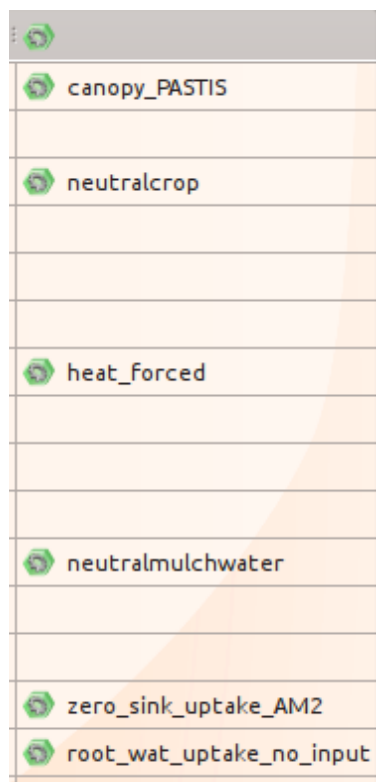 canopy_PASTIS
neutralcrop
heat_forced
neutralmulchwater
zero_sink_uptake_AM2
root_wat_uptake_no_input